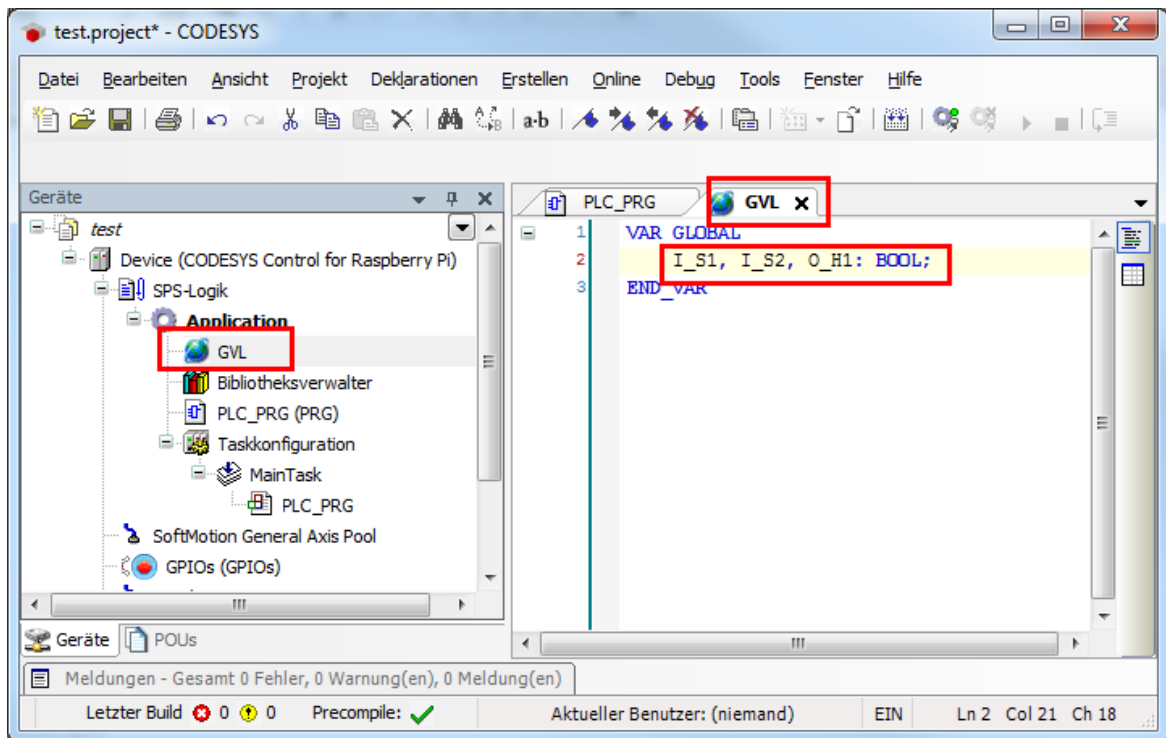 test.project* - CODESYS
Datei Bearbeiten Ansicht Projekt Deklarationen Erstellen Online Debug Tools Fenster Hilfe
Geräte
test
Device (CODESYS Control for Raspberry Pi)
SPS-Logik
Application
GVL
Bibliotheksverwalter
PLC_PRG (PRG)
Taskkonfiguration
MainTask
PLC_PRG
SoftMotion General Axis Pool
GPIOs (GPIOs)
Geräte POUs
PLC_PRG GVL
1 VAR GLOBAL
2 I_S1, I_S2, O_H1: BOOL;
3 END_VAR
Meldungen - Gesamt 0 Fehler, 0 Warnung(en), 0 Meldung(en)
Letzter Build 0 0 Precompile: Aktueller Benutzer: (niemand) EIN Ln 2 Col 21 Ch 18